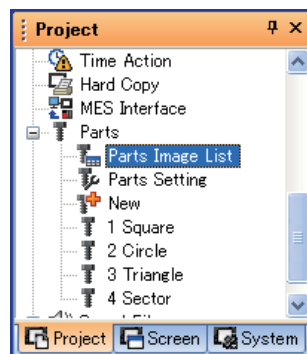 Project
Time Action
Hard Copy
MES Interface
Parts
Parts Image List
Parts Setting
New
1 Square
2 Circle
3 Triangle
4 Sector
Project Screen System